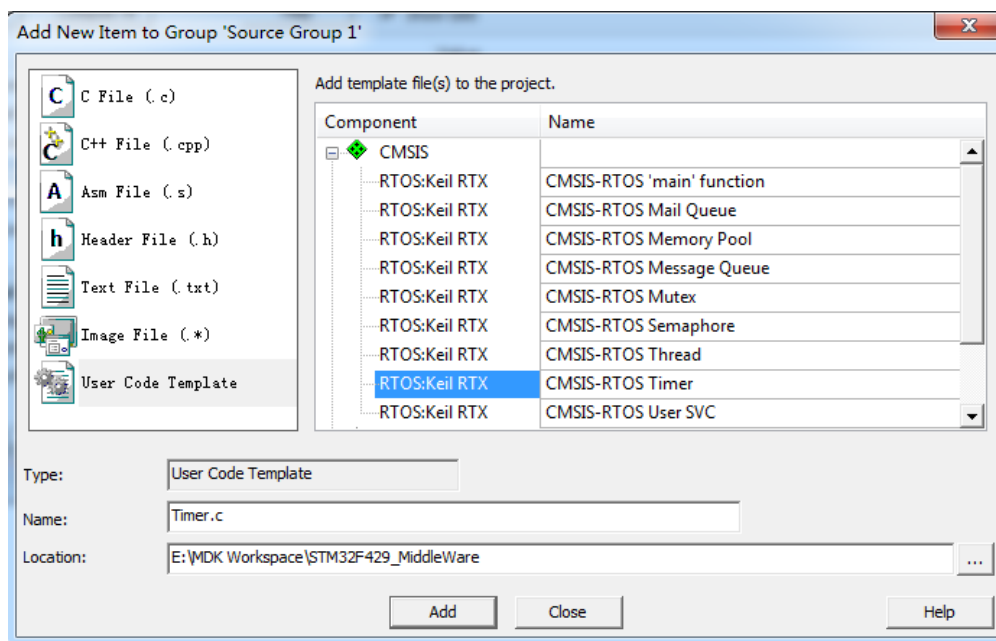 Add New Item to Group 'Source Group 1'
C File (.c)
C++ File (.cpp)
Asm File (.s)
Header File (.h)
Text File (.txt)
Image File (.*)
User Code Template
Add template file(s) to the project.
Component Name
CMSIS
RTOS:Keil RTX CMSIS-RTOS 'main' function
RTOS:Keil RTX CMSIS-RTOS Mail Queue
RTOS:Keil RTX CMSIS-RTOS Memory Pool
RTOS:Keil RTX CMSIS-RTOS Message Queue
RTOS:Keil RTX CMSIS-RTOS Mutex
RTOS:Keil RTX CMSIS-RTOS Semaphore
RTOS:Keil RTX CMSIS-RTOS Thread
RTOS:Keil RTX CMSIS-RTOS Timer
RTOS:Keil RTX CMSIS-RTOS User SVC
Type: User Code Template
Name: Timer.c
Location: E:\MDK Workspace\STM32F429_MiddleWare ...
Add Close Help